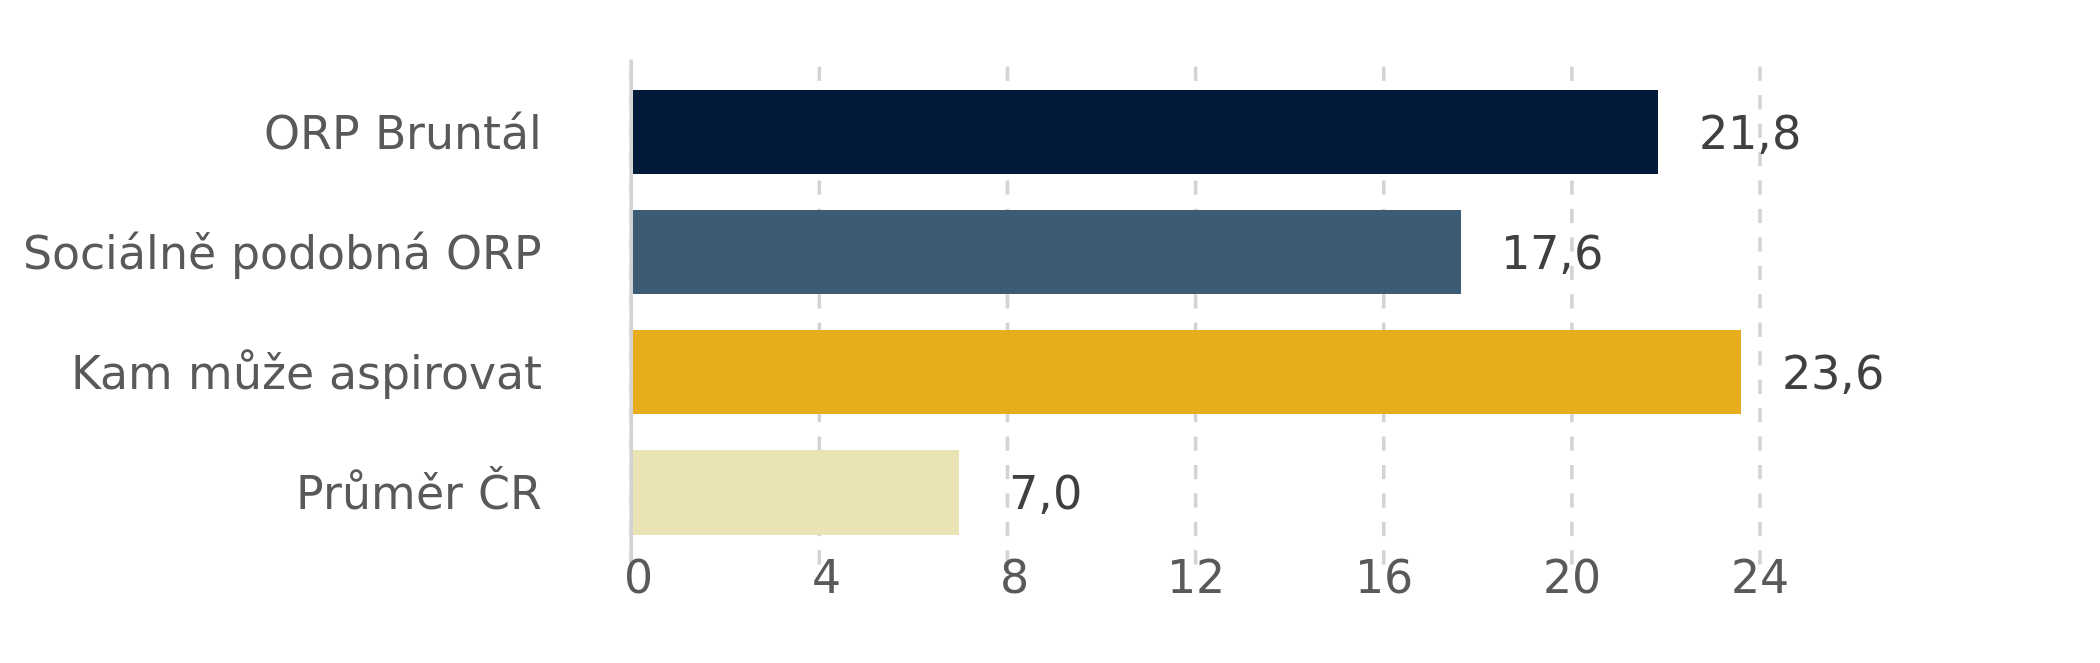 ORP Bruntál 21,8
Sociálně podobná ORP 17,6
Kam může aspirovat 23,6
Průměr ČR 7,0
0 4 8 12 16 20 24